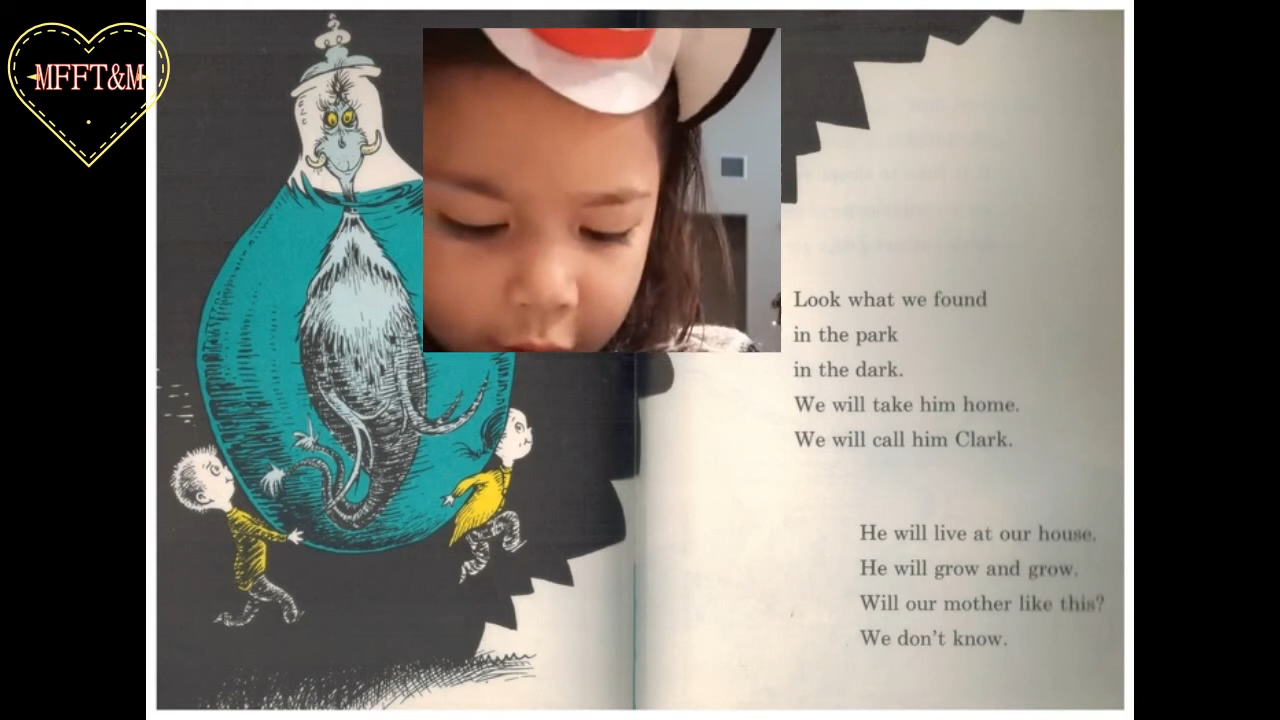 MFFT&M
Look what we found
in the park
in the dark.
We will take him home.
We will call him Clark.
He will live at our house.
He will grow and grow.
Will our mother like this?
We don't know.